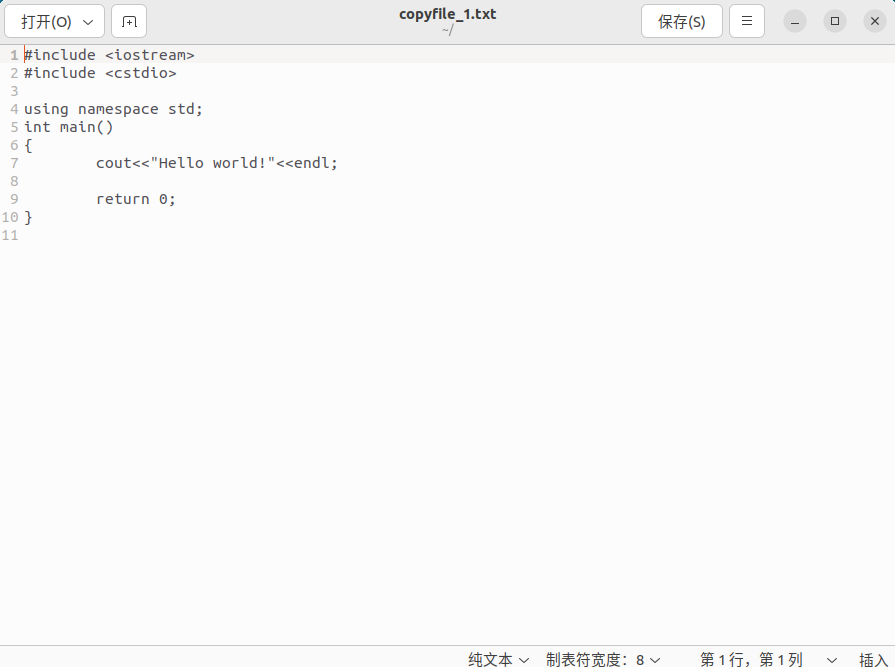 打开(O)
copyfile_1.txt
~/
保存(S)
1 #include <iostream>
2 #include <cstdio>
3
4 using namespace std;
5 int main()
6 {
7 cout<<"Hello world!"<<endl;
8
9 return 0;
10 }
11
纯文本 制表符宽度：8 第 1 行，第 1 列 插入